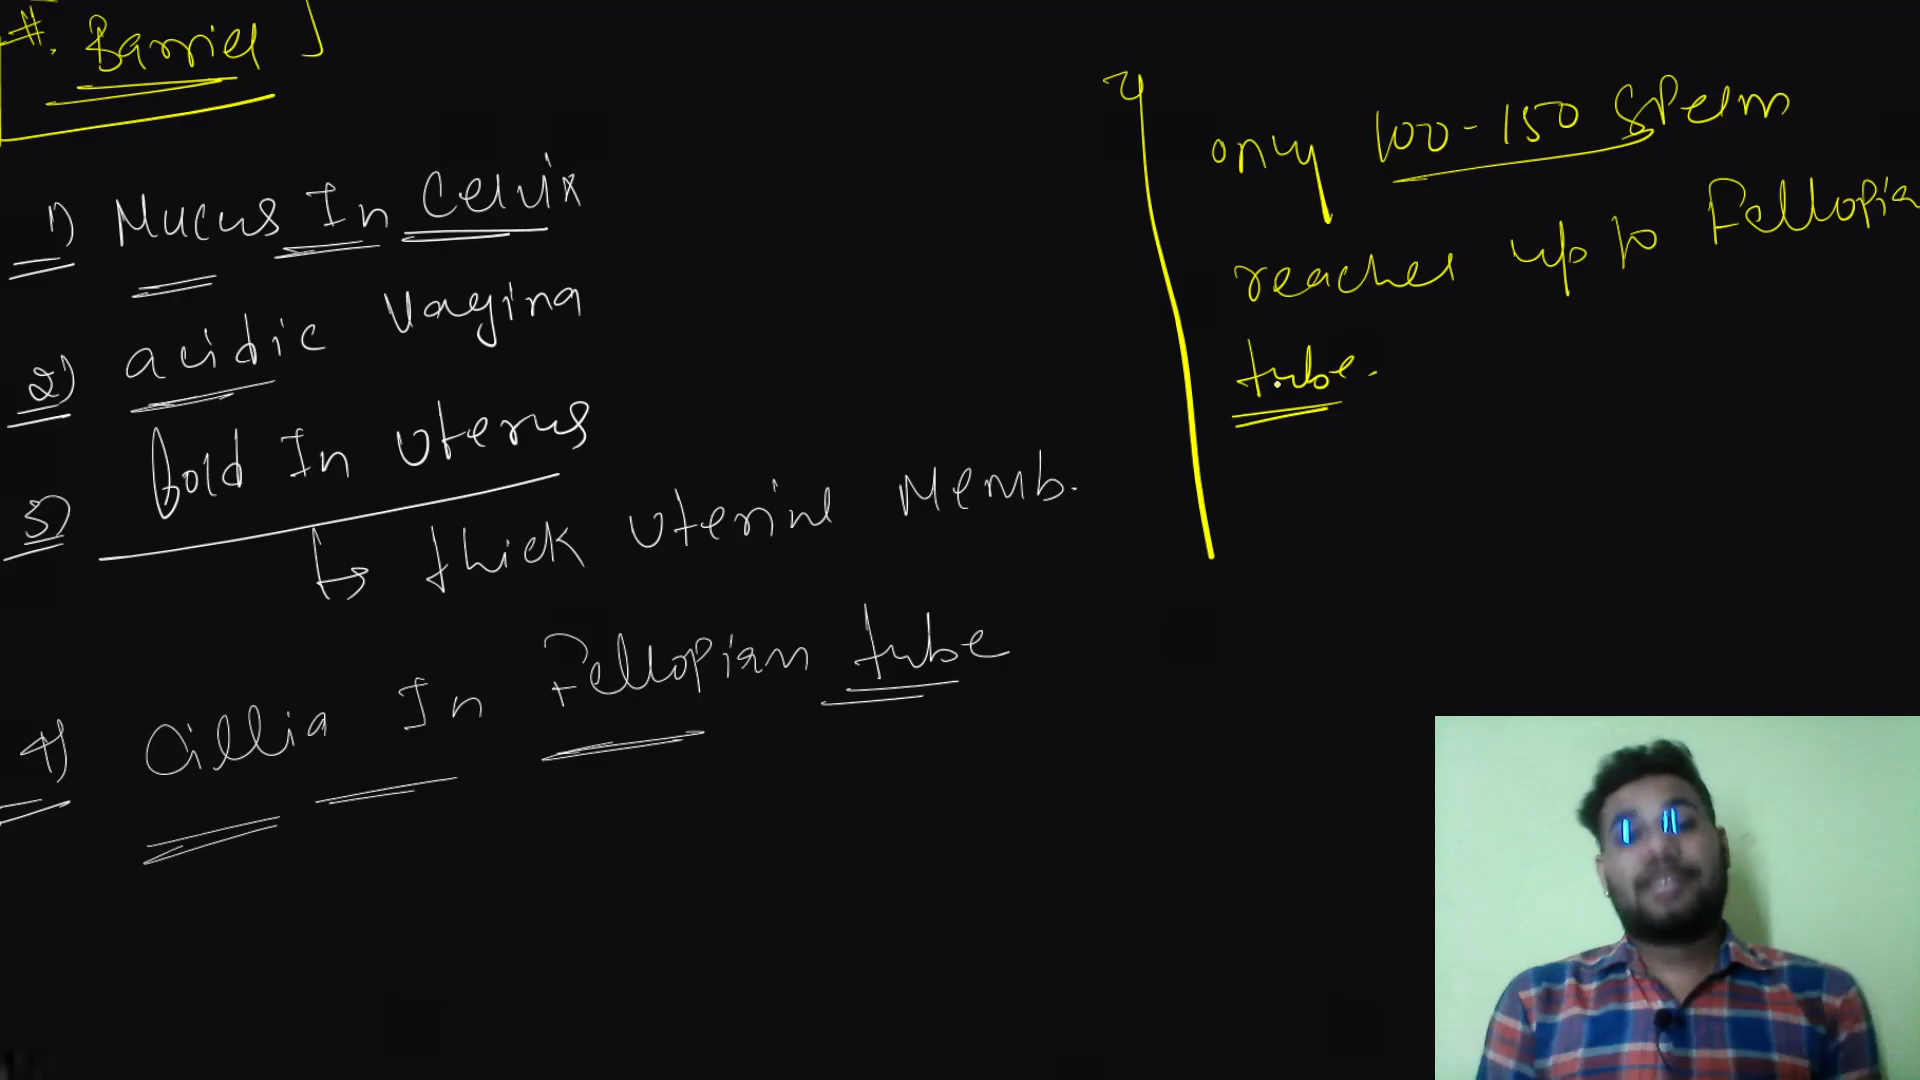 #. Barrier ]
1) Mucus In Cervix
2) acidic vagina
3) fold In uterus
↳ thick uterine Memb.
4) Cillia In Fellopian tube
only 100-150 sperm
reaches up to Fellopia
tube.